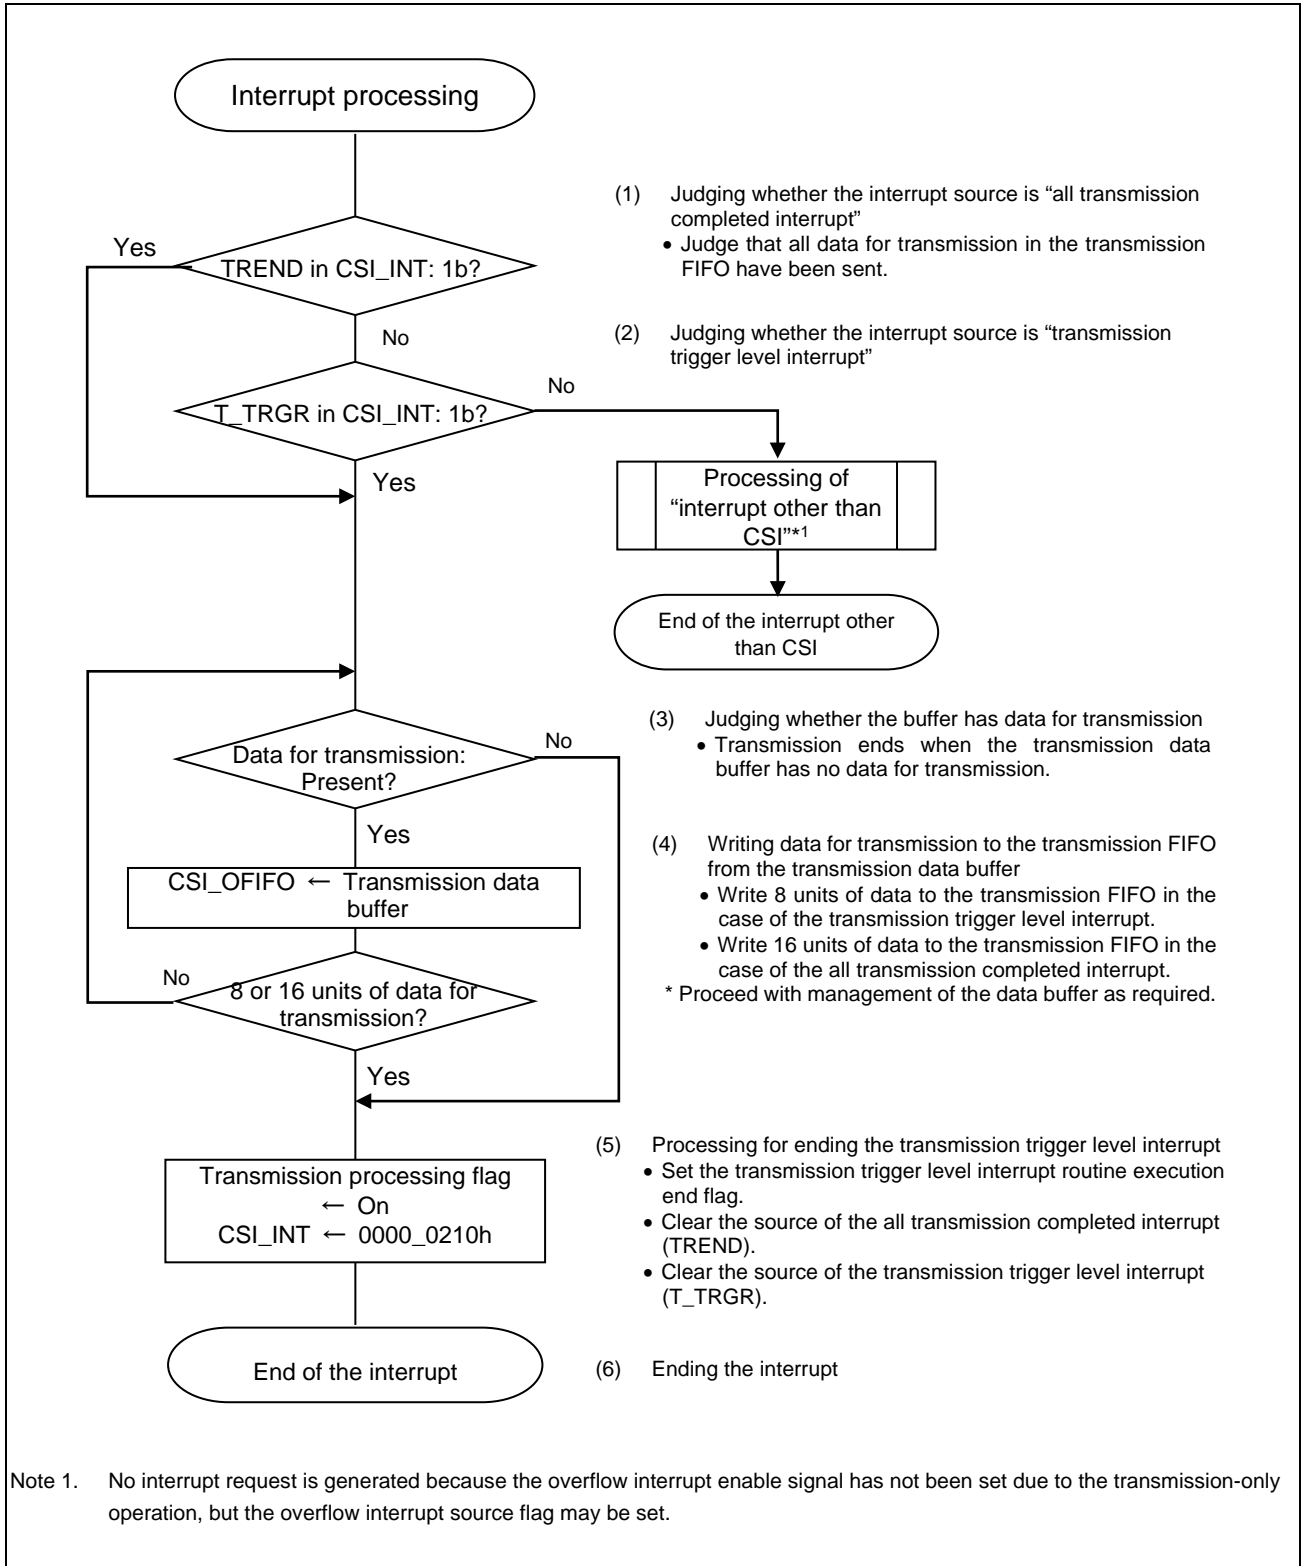 Interrupt processing
(1) Judging whether the interrupt source is “all transmission
completed interrupt”
• Judge that all data for transmission in the transmission
FIFO have been sent.
Yes
TREND in CSI_INT: 1b?
No
(2) Judging whether the interrupt source is “transmission
trigger level interrupt”
No
T_TRGR in CSI_INT: 1b?
Yes
Processing of
“interrupt other than
CSI”*1
End of the interrupt other
than CSI
(3) Judging whether the buffer has data for transmission
• Transmission ends when the transmission data
buffer has no data for transmission.
No
Data for transmission:
Present?
Yes
(4) Writing data for transmission to the transmission FIFO
from the transmission data buffer
• Write 8 units of data to the transmission FIFO in the
case of the transmission trigger level interrupt.
• Write 16 units of data to the transmission FIFO in the
case of the all transmission completed interrupt.
* Proceed with management of the data buffer as required.
CSI_OFIFO ← Transmission data
buffer
No
8 or 16 units of data for
transmission?
Yes
(5) Processing for ending the transmission trigger level interrupt
• Set the transmission trigger level interrupt routine execution
end flag.
• Clear the source of the all transmission completed interrupt
(TREND).
• Clear the source of the transmission trigger level interrupt
(T_TRGR).
Transmission processing flag
← On
CSI_INT ← 0000_0210h
End of the interrupt
(6) Ending the interrupt
Note 1. No interrupt request is generated because the overflow interrupt enable signal has not been set due to the transmission-only
operation, but the overflow interrupt source flag may be set.